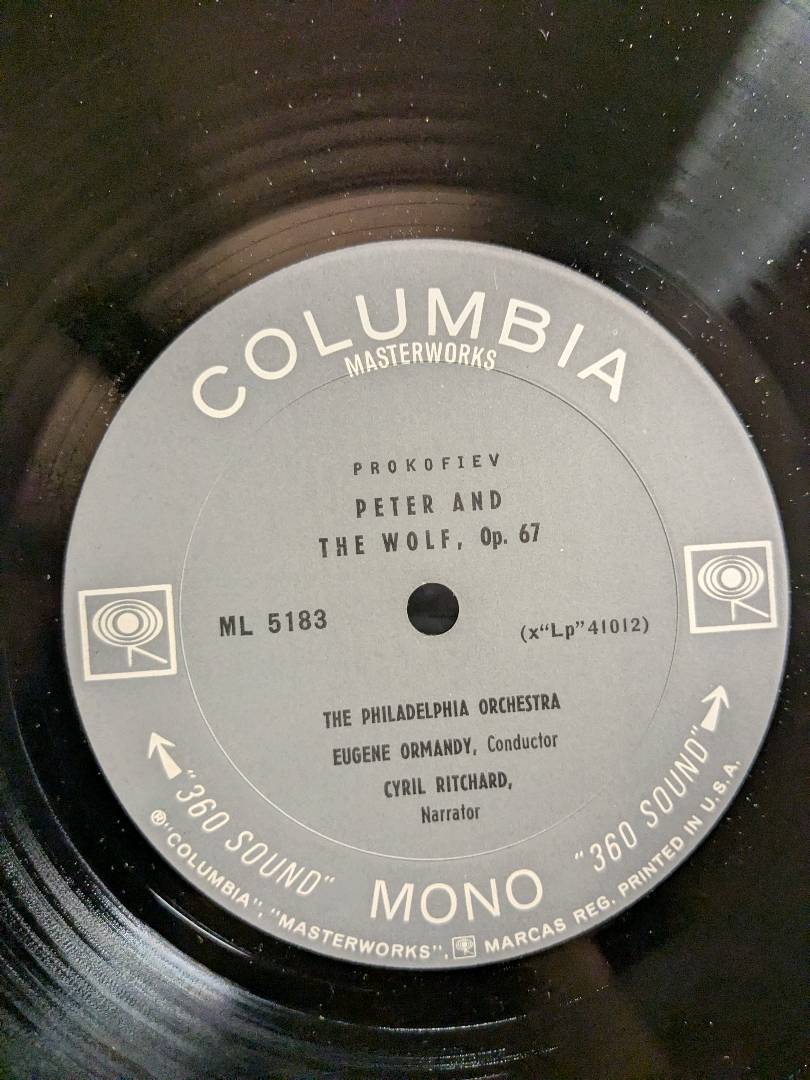 COLUMBIA
MASTERWORKS
PROKOFIEV
PETER AND
THE WOLF, Op. 67
ML 5183
(x“Lp”41012)
THE PHILADELPHIA ORCHESTRA
EUGENE ORMANDY, Conductor
CYRIL RITCHARD,
Narrator
"360 SOUND"
MONO
"360 SOUND"
®"COLUMBIA", "MASTERWORKS", MARCAS REG. PRINTED IN U.S.A.